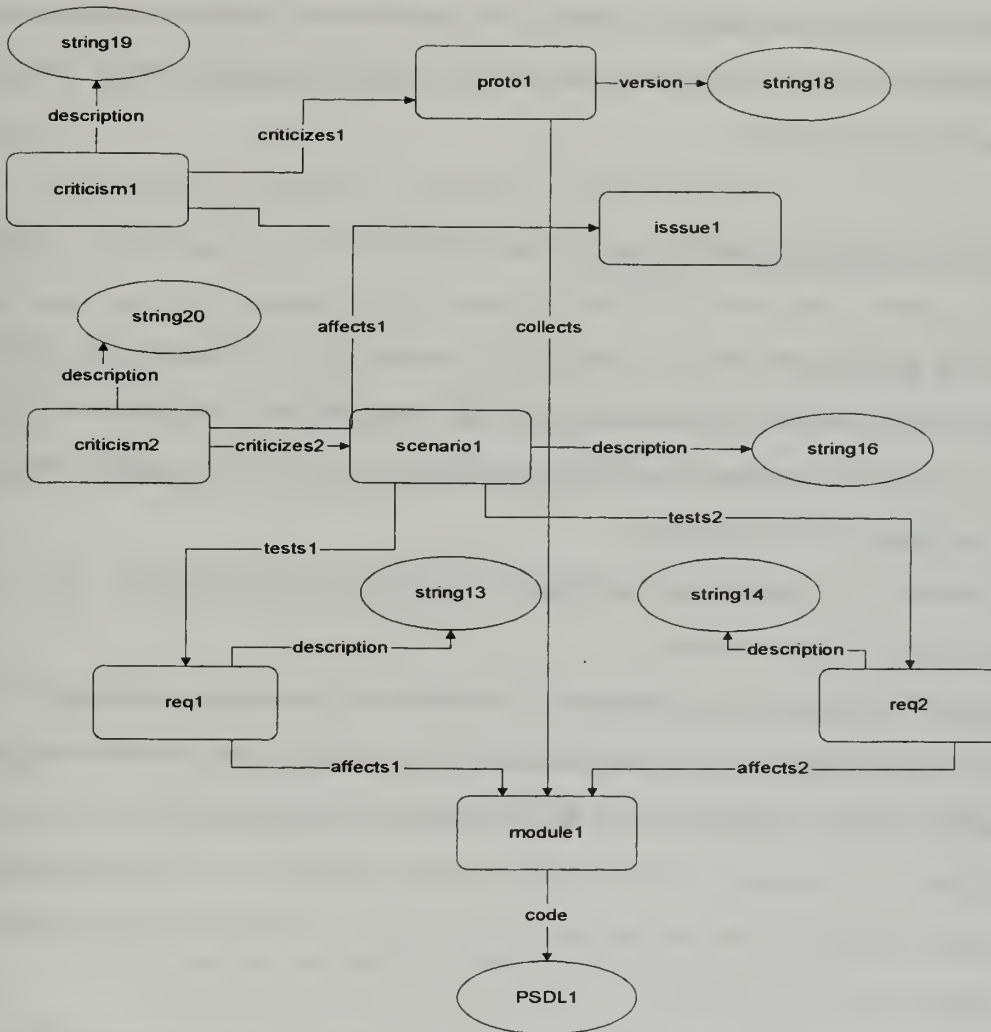 string19
proto1
version
string18
description
criticizes1
criticism1
isssue1
string20
affects1
collects
description
criticism2
criticizes2
scenario1
description
string16
tests2
tests1
string13
string14
description
description
req1
req2
affects1
affects2
module1
code
PSDL1